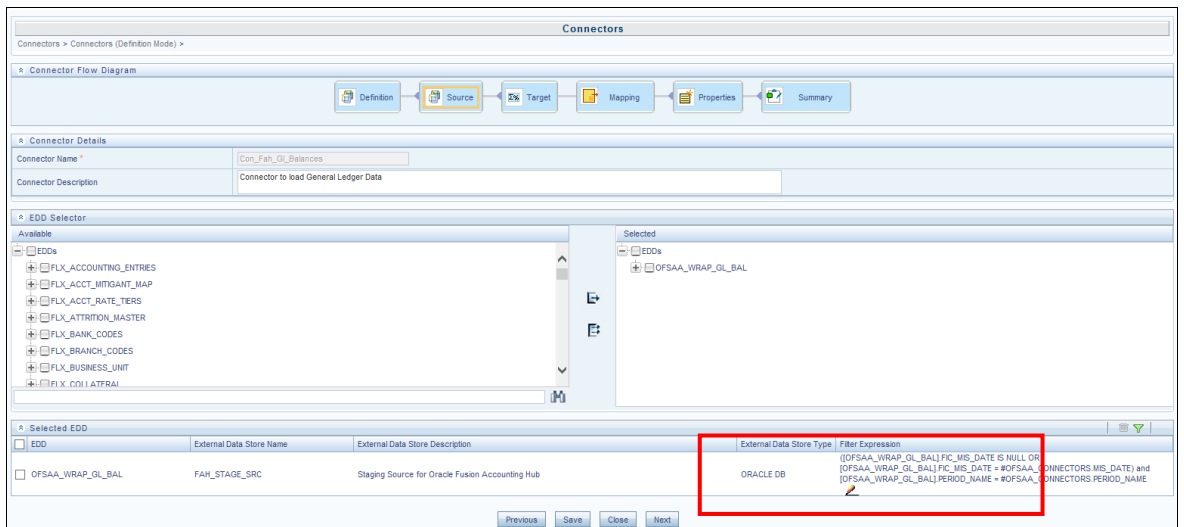 Connectors
Connectors > Connectors (Definition Mode) >
Connector Flow Diagram
Definition Source Target Mapping Properties Summary
Connector Details
Connector Name * Con_Fah_Gl_Balances
Connector Description Connector to load General Ledger Data
EDD Selector
Available Selected
EDDs EDDs
FLX_ACCOUNTING_ENTRIES OFSAA_WRAP_GL_BAL
FLX_ACCT_MITIGANT_MAP
FLX_ACCT_RATE_TIERS
FLX_ATTRITION_MASTER
FLX_BANK_CODES
FLX_BRANCH_CODES
FLX_BUSINESS_UNIT
FLX_COLLATERAL
Selected EDD
EDD External Data Store Name External Data Store Description External Data Store Type Filter Expression
([OFSAA_WRAP_GL_BAL].FIC_MIS_DATE IS NULL OR
OFSAA_WRAP_GL_BAL FAH_STAGE_SRC Staging Source for Oracle Fusion Accounting Hub ORACLE DB [OFSAA_WRAP_GL_BAL].FIC_MIS_DATE = #OFSAA_CONNECTORS.MIS_DATE) and
[OFSAA_WRAP_GL_BAL].PERIOD_NAME = #OFSAA_CONNECTORS.PERIOD_NAME
Previous Save Close Next